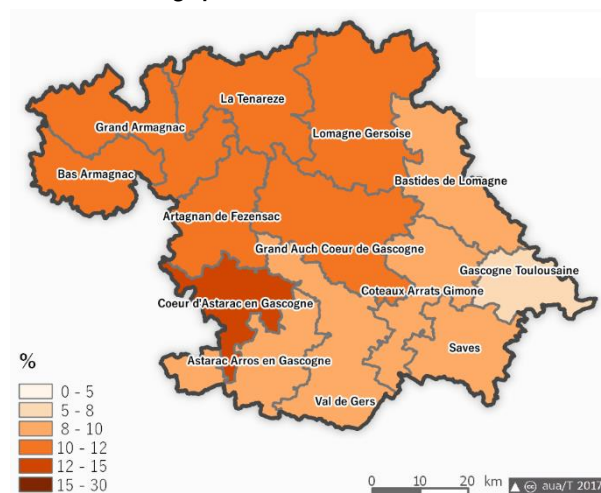 La Tenareze
Grand Armagnac
Lomagne Gersoise
Bas Armagnac
Bastides de Lomagne
Artagnan de Fezensac
Grand Auch Coeur de Gascogne
Gascogne Toulousaine
Coteaux Arrats Gimone
Coeur d'Astarac en Gascogne
Saves
Astarac Arros en Gascogne
Val de Gers
%
0 - 5
5 - 8
8 - 10
10 - 12
12 - 15
15 - 30
0 10 20 km
aua/T 2017